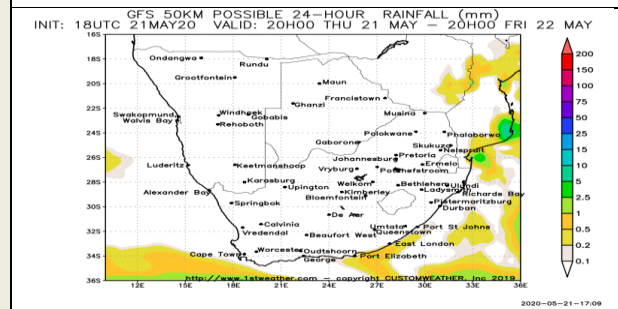 GFS 50KM POSSIBLE 24-HOUR RAINFALL (mm)
INIT: 18UTC 21MAY20 VALID: 20H00 THU 21 MAY – 20H00 FRI 22 MAY
16S
18S
20S
22S
24S
26S
28S
30S
32S
34S
36S
Ondangwa
Rundu
Grootfontein
Maun
Francistown
Ghanzi
Musina
Swakopmund
Windhoek
Gobabis
Walvis Bay
Rehoboth
Polokwane
Phalaborwa
Gaborone
Skukuza
Nelspruit
Pretoria
Johannesburg
Ermelo
Luderitz
Keetmanshoop
Vryburg
Potchefstroom
Karasburg
Upington
Welkom
Bethlehem
Ulundi
Alexander Bay
Kimberley
Ladysmith
Richards Bay
Bloemfontein
Springbok
Pietermaritzburg
Durban
De Aar
Calvinia
Umtata
Port St Johns
Vredendal
Beaufort West
Queenstown
East London
Cape Town
Worcester
Oudtshoorn
George
Port Elizabeth
http://www.1stweather.com – copyright CUSTOMWEATHER, Inc 2019
12E 15E 18E 21E 24E 27E 30E 33E 36E
200
150
100
75
50
25
15
10
5
2.5
1
0.5
0.2
0.1
2020-05-21-17:09